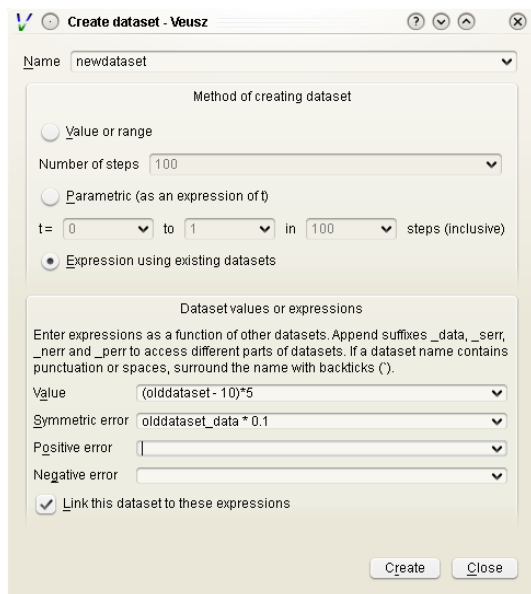 Create dataset - Veusz
Name newdataset
Method of creating dataset
Value or range
Number of steps 100
Parametric (as an expression of t)
t = 0 to 1 in 100 steps (inclusive)
Expression using existing datasets
Dataset values or expressions
Enter expressions as a function of other datasets. Append suffixes _data, _serr,
_nerr and _perr to access different parts of datasets. If a dataset name contains
punctuation or spaces, surround the name with backticks (`).
Value (olddataset - 10)*5
Symmetric error olddataset_data * 0.1
Positive error
Negative error
Link this dataset to these expressions
Create Close